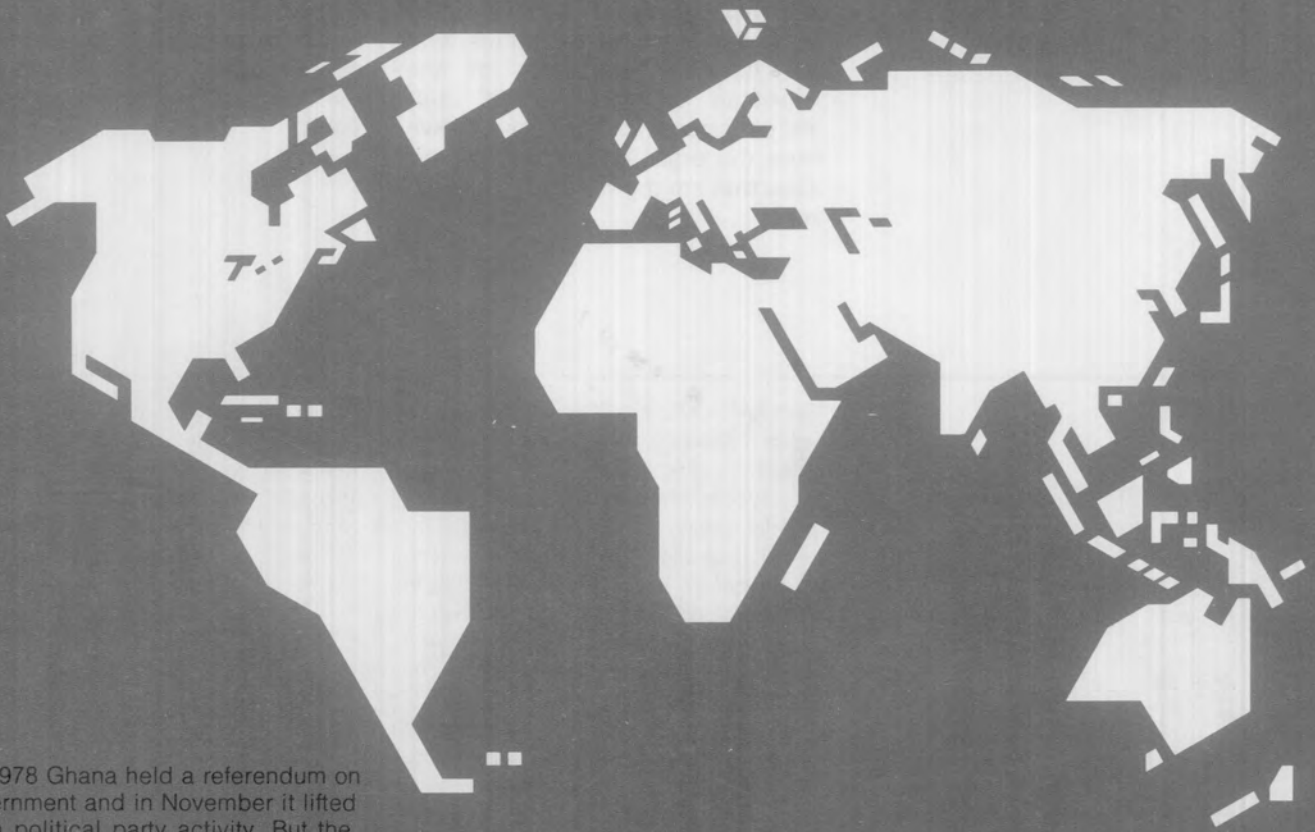 978 Ghana held a referendum on
ernment and in November it lifted
political party activity. But the